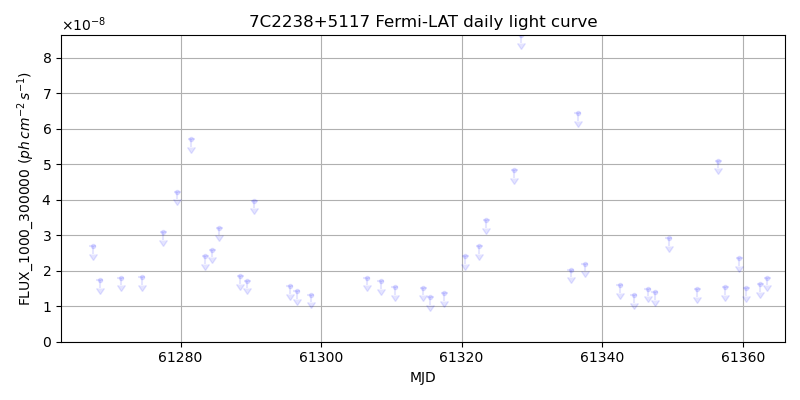 7C2238+5117 Fermi-LAT daily light curve
×10⁻⁸
8
7
6
5
4
3
2
1
0
FLUX_1000_300000 (ph cm⁻² s⁻¹)
61280 61300 61320 61340 61360
MJD